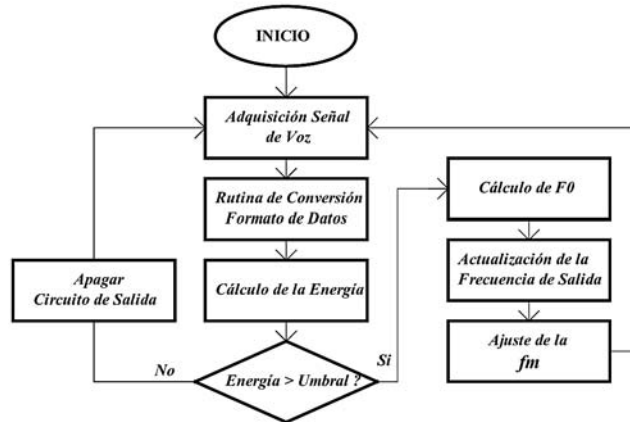 INICIO
Adquisición Señal
de Voz
Rutina de Conversión
Formato de Datos
Cálculo de la Energía
Energía > Umbral ?
No
Si
Apagar
Circuito de Salida
Cálculo de F0
Actualización de la
Frecuencia de Salida
Ajuste de la
fm